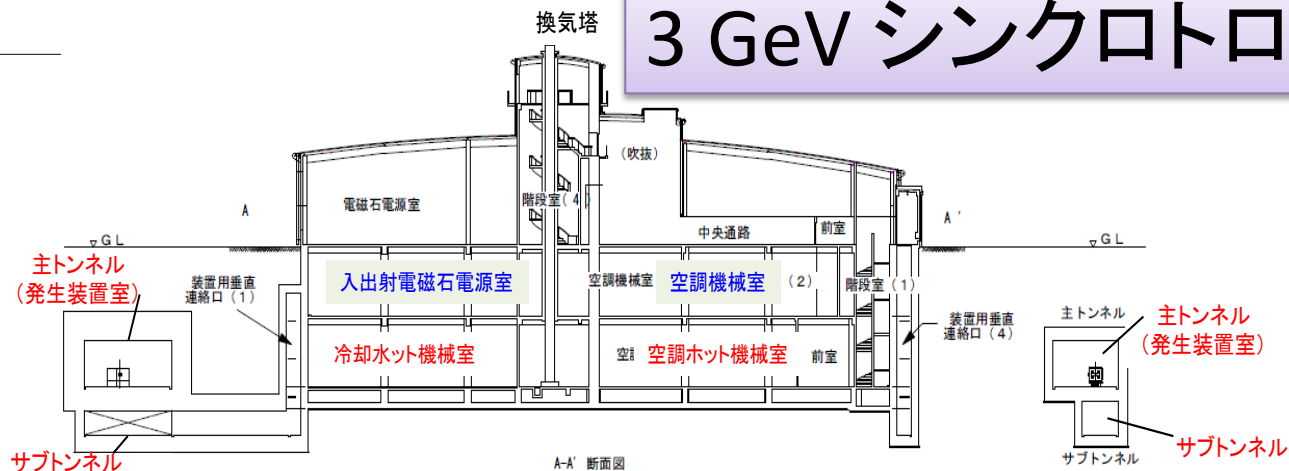 換気塔
3 GeV シンクロトロ
(吹抜)
電磁石電源室
階段室(4)
A
A'
中央通路
前室
GL
GL
主トンネル
(発生装置室)
装置用垂直
連絡口(1)
入出射電磁石電源室
空調機械室
空調機械室
(2)
階段室(1)
冷却水ット機械室
空調ホット機械室
前室
装置用垂直
連絡口(4)
主トンネル
主トンネル
(発生装置室)
サブトンネル
サブトンネル
サブトンネル
A-A' 断面図